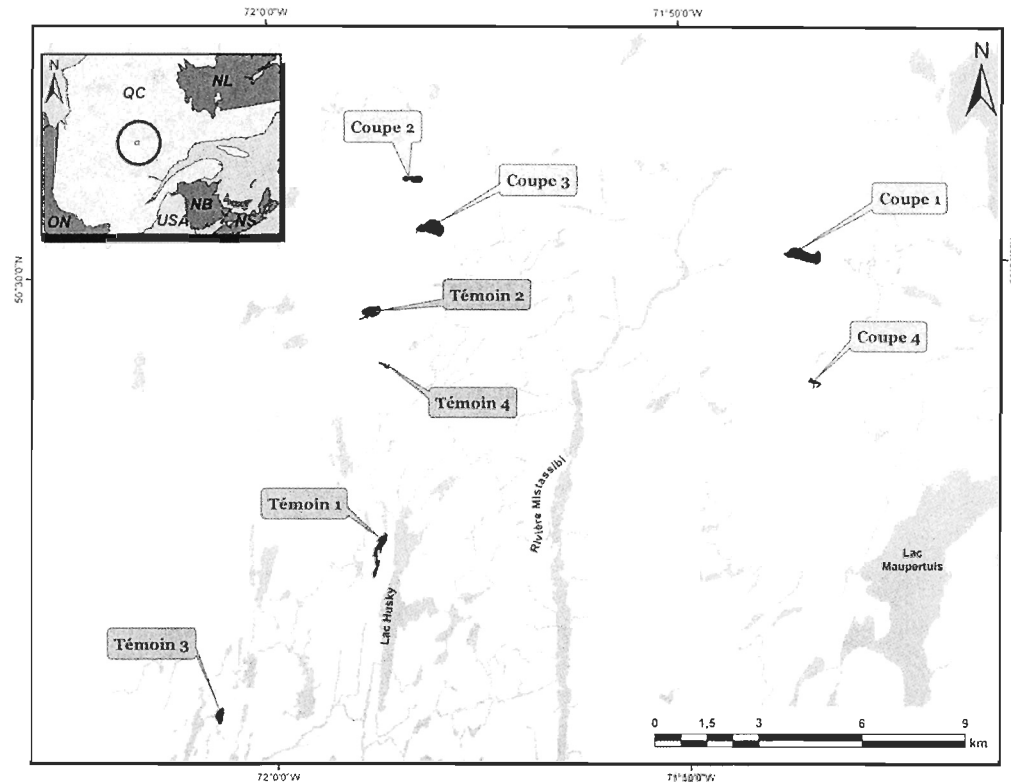 72°0'0"W
71°50'0"W
N
N
NL
QC
Coupe 2
Coupe 3
Coupe 1
ON
USA
NB
NS
50°30'0"N
Témoin 2
Coupe 4
Témoin 4
Rivière Mistassibi
Témoin 1
Lac
Maupertuis
Lac Husky
Témoin 3
0 1,5 3 6 9
km
72°0'0"W
71°50'0"W